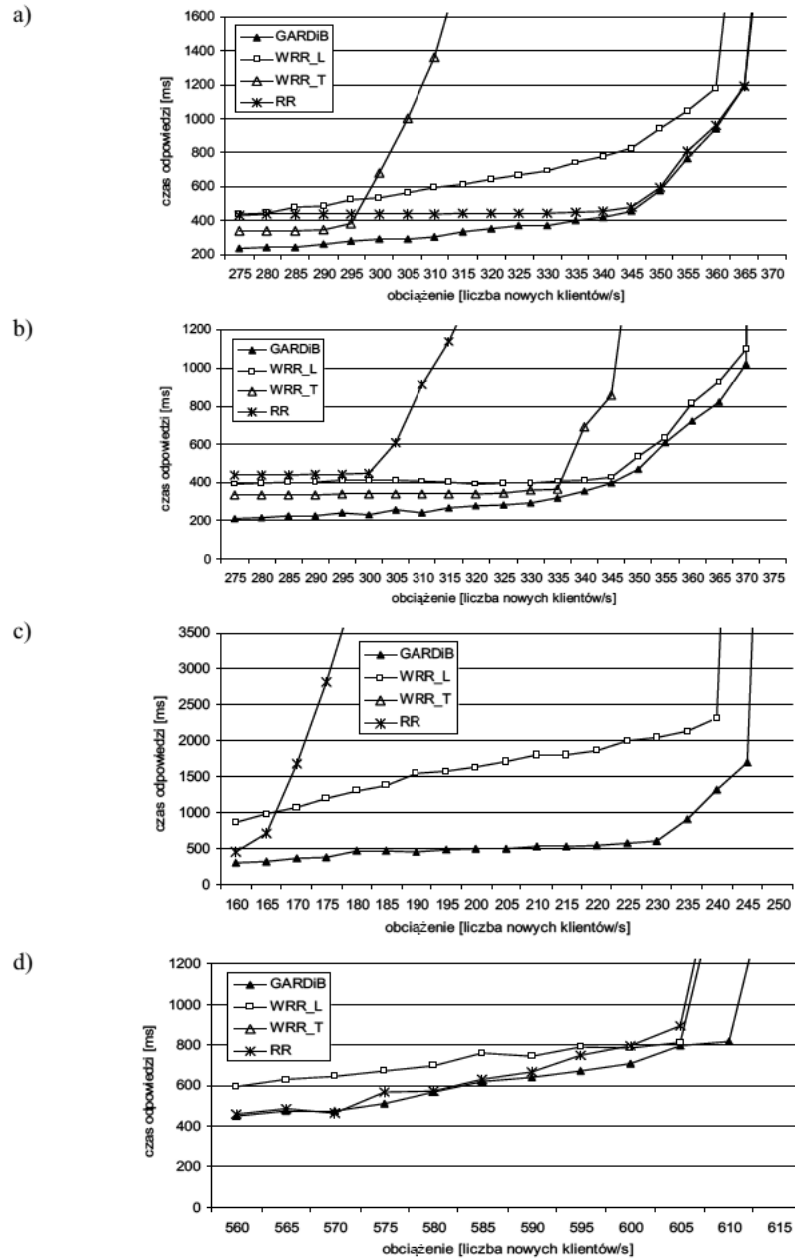 a)
1600
1400
1200
1000
800
600
400
200
GARDiB
WRR_L
WRR_T
RR
czas odpowiedzi [ms]
275 280 285 290 295 300 305 310 315 320 325 330 335 340 345 350 355 360 365 370
obciążenie [liczba nowych klientów/s]
b)
1200
1000
800
600
400
200
0
GARDiB
WRR_L
WRR_T
RR
czas odpowiedzi [ms]
275 280 285 290 295 300 305 310 315 320 325 330 335 340 345 350 355 360 365 370 375
obciążenie [liczba nowych klientów/s]
c)
3500
3000
2500
2000
1500
1000
500
0
GARDiB
WRR_L
WRR_T
RR
czas odpowiedzi [ms]
160 165 170 175 180 185 190 195 200 205 210 215 220 225 230 235 240 245 250
obciążenie [liczba nowych klientów/s]
d)
1200
1000
800
600
400
200
0
GARDiB
WRR_L
WRR_T
RR
czas odpowiedzi [ms]
560 565 570 575 580 585 590 595 600 605 610 615
obciążenie [liczba nowych klientów/s]